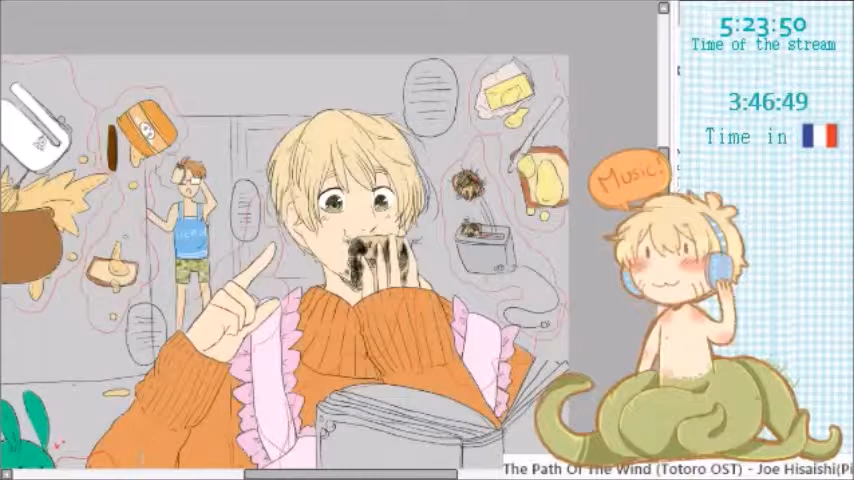 5:23:50
Time of the stream
3:46:49
Time in
Music!
The Path Of The Wind (Totoro OST) - Joe Hisaishi(Pi